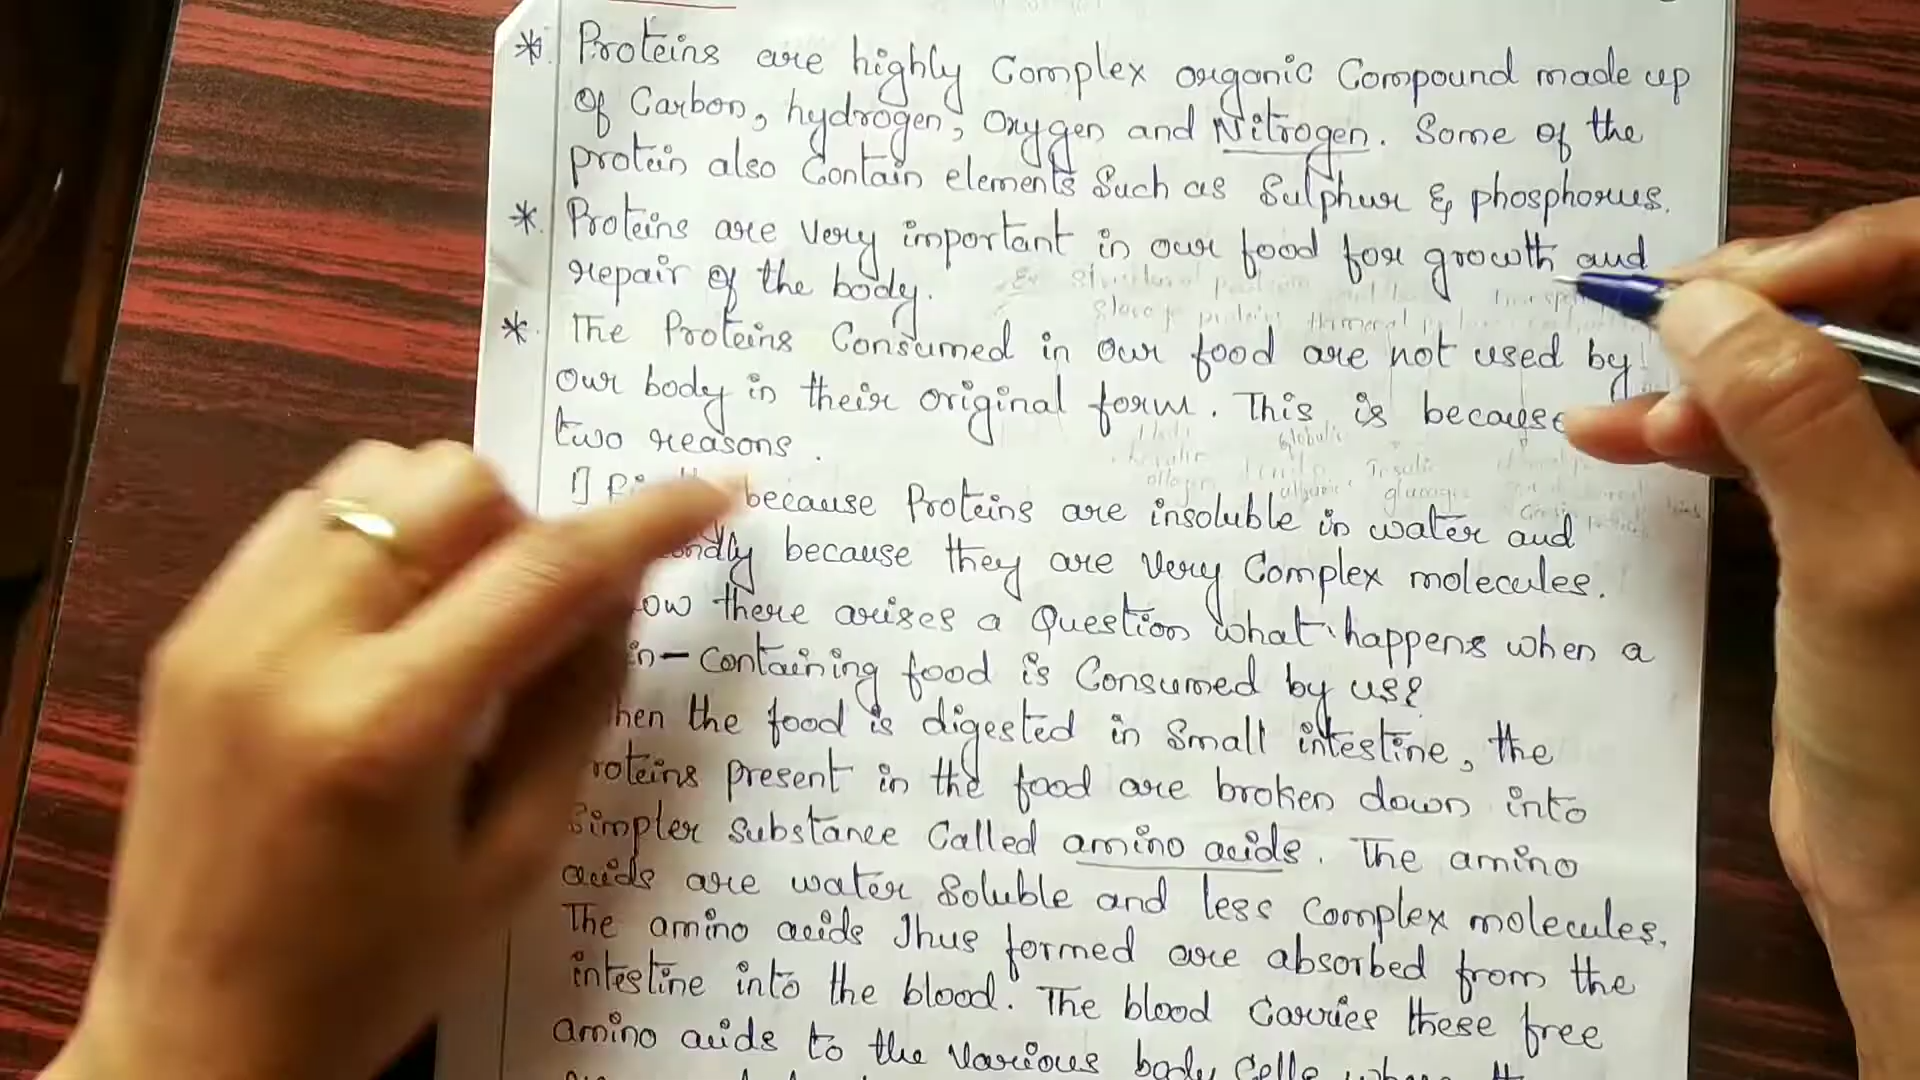 * Proteins are highly Complex organic Compound made up
of Carbon, hydrogen, Oxygen and Nitrogen. Some of the
protein also Contain elements Such as Sulphur & phosphorus.
* Proteins are very important in our food for growth and
repair of the body.
* The Proteins Consumed in our food are not used by
our body in their original form. This is because
two reasons.
1] because Proteins are insoluble in water and
ondly because they are very Complex molecules.
ow there arises a Question what happens when a
in-containing food is Consumed by us?
hen the food is digested in Small intestine, the
roteins present in the food are broken down into
Simpler Substance Called amino acids. The amino
acids are water Soluble and less Complex molecules.
The amino acids Thus formed are absorbed from the
intestine into the blood. The blood Carries these free
amino acids to the various body Cells where